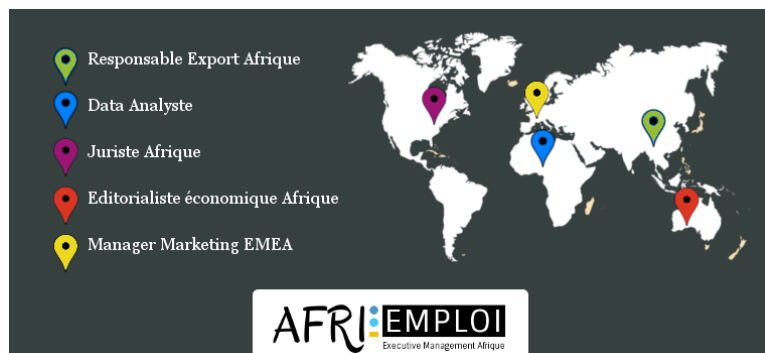 Responsable Export Afrique
Data Analyste
Juriste Afrique
Editorialiste économique Afrique
Manager Marketing EMEA
AFRI EMPLOI
Executive Management Afrique